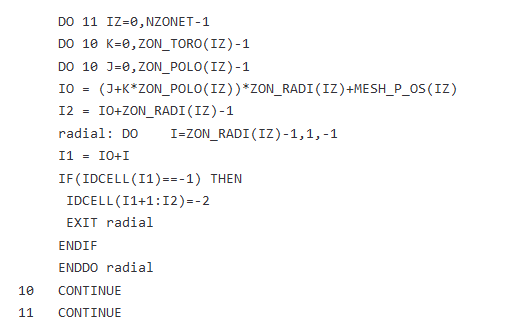 DO 11 IZ=0,NZONET-1
DO 10 K=0,ZON_TORO(IZ)-1
DO 10 J=0,ZON_POLO(IZ)-1
IO = (J+K*ZON_POLO(IZ))*ZON_RADI(IZ)+MESH_P_OS(IZ)
I2 = IO+ZON_RADI(IZ)-1
radial: DO    I=ZON_RADI(IZ)-1,1,-1
I1 = IO+I
IF(IDCELL(I1)==-1) THEN
 IDCELL(I1+1:I2)=-2
 EXIT radial
ENDIF
ENDDO radial
10   CONTINUE
11   CONTINUE